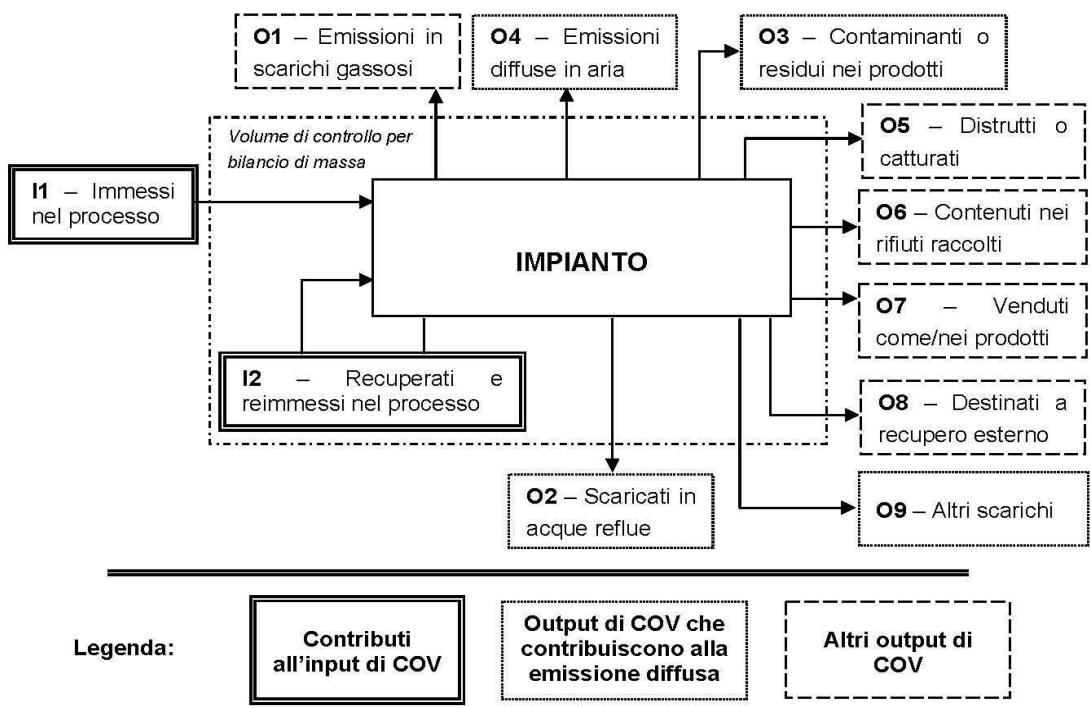 O1 – Emissioni in
scarichi gassosi
O4 – Emissioni
diffuse in aria
O3 – Contaminanti o
residui nei prodotti
Volume di controllo per
bilancio di massa
O5 – Distrutti o
catturati
I1 – Immessi
nel processo
O6 – Contenuti nei
rifiuti raccolti
IMPIANTO
O7 – Venduti
come/nei prodotti
I2 – Recuperati e
reimmessi nel processo
O8 – Destinati a
recupero esterno
O2 – Scaricati in
acque reflue
O9 – Altri scarichi
Legenda:
Contributi
all'input di COV
Output di COV che
contribuiscono alla
emissione diffusa
Altri output di
COV